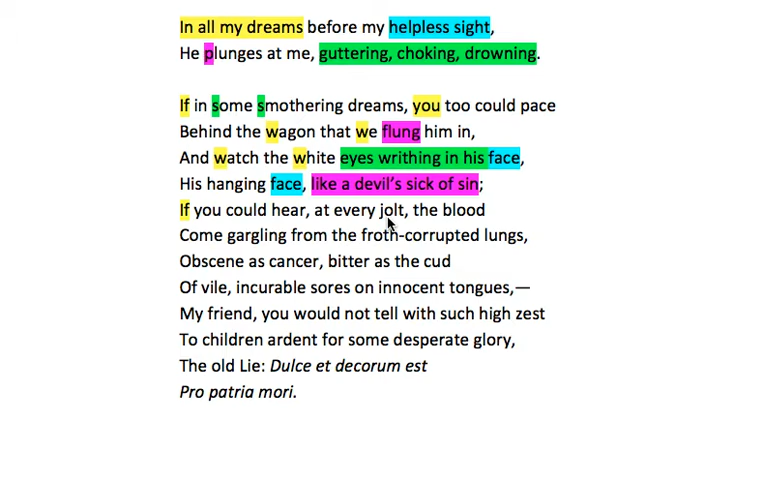 In all my dreams before my helpless sight,
He plunges at me, guttering, choking, drowning.
If in some smothering dreams, you too could pace
Behind the wagon that we flung him in,
And watch the white eyes writhing in his face,
His hanging face, like a devil's sick of sin;
If you could hear, at every jolt, the blood
Come gargling from the froth-corrupted lungs,
Obscene as cancer, bitter as the cud
Of vile, incurable sores on innocent tongues,—
My friend, you would not tell with such high zest
To children ardent for some desperate glory,
The old Lie: Dulce et decorum est
Pro patria mori.